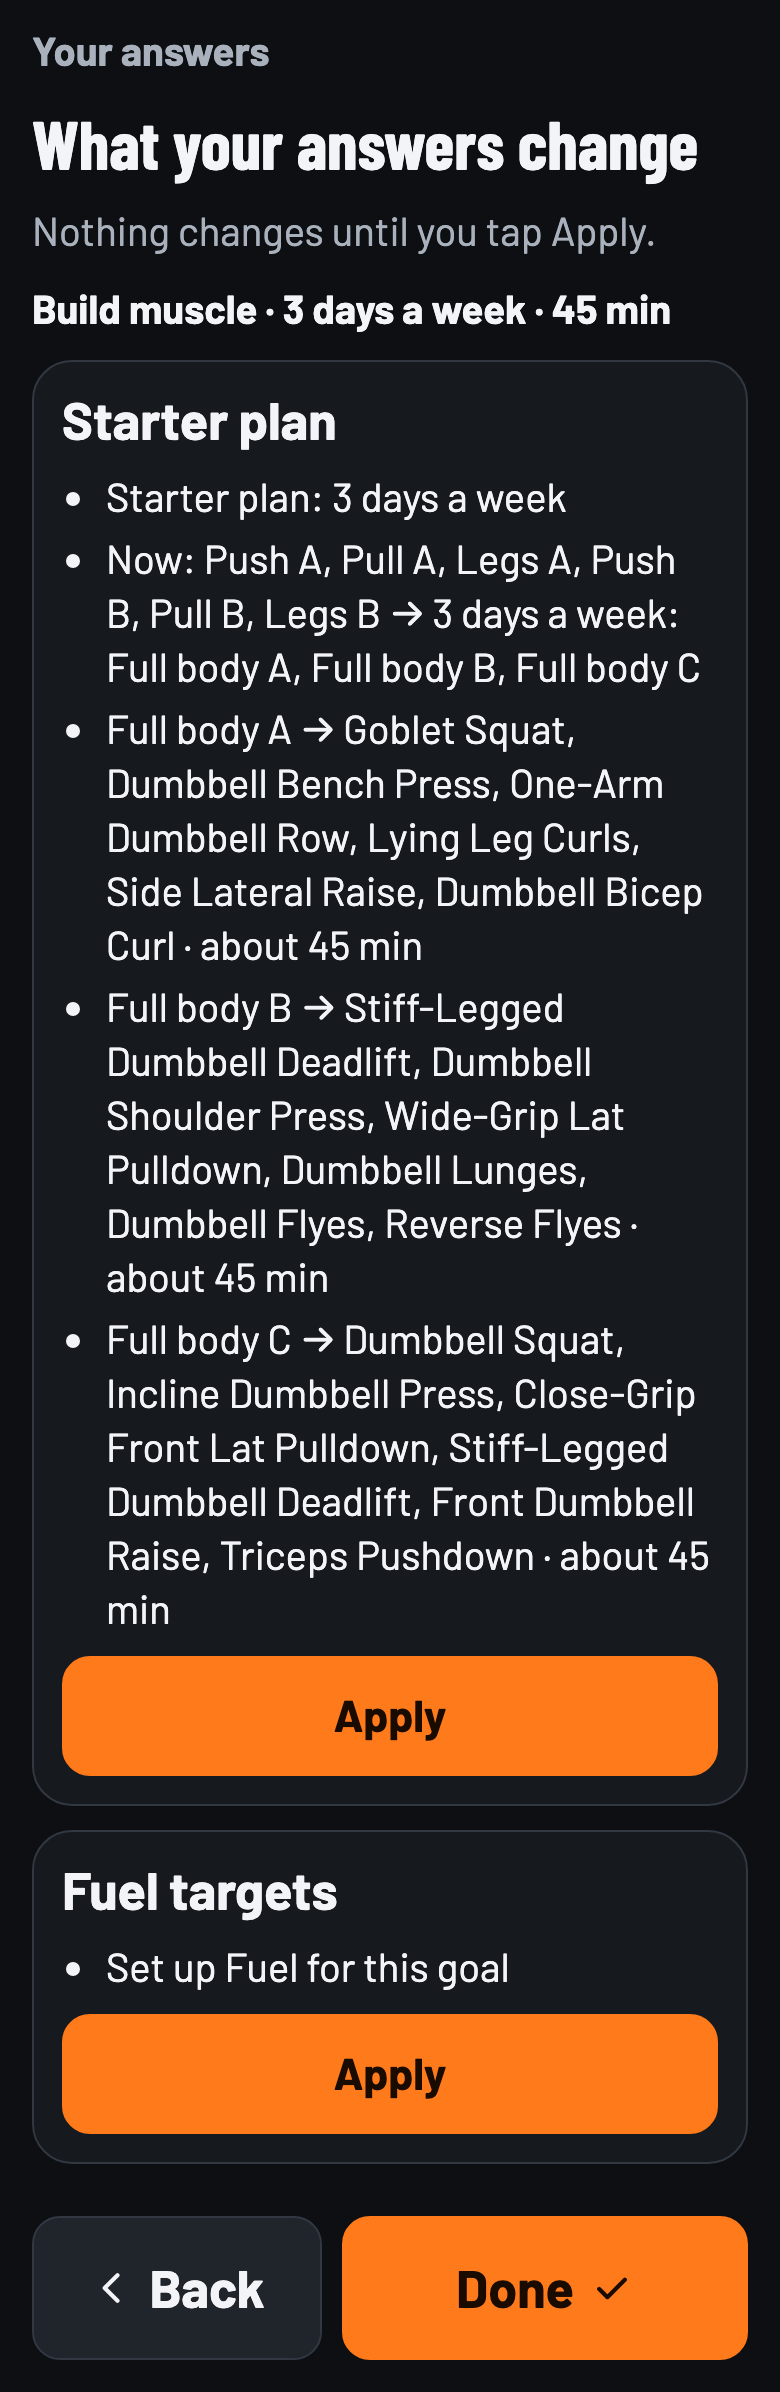 Your answers
What your answers change
Nothing changes until you tap Apply.
Build muscle · 3 days a week · 45 min
Starter plan
• Starter plan: 3 days a week
• Now: Push A, Pull A, Legs A, Push
B, Pull B, Legs B → 3 days a week:
Full body A, Full body B, Full body C
• Full body A → Goblet Squat,
Dumbbell Bench Press, One-Arm
Dumbbell Row, Lying Leg Curls,
Side Lateral Raise, Dumbbell Bicep
Curl · about 45 min
• Full body B → Stiff-Legged
Dumbbell Deadlift, Dumbbell
Shoulder Press, Wide-Grip Lat
Pulldown, Dumbbell Lunges,
Dumbbell Flyes, Reverse Flyes ·
about 45 min
• Full body C → Dumbbell Squat,
Incline Dumbbell Press, Close-Grip
Front Lat Pulldown, Stiff-Legged
Dumbbell Deadlift, Front Dumbbell
Raise, Triceps Pushdown · about 45
min
Apply
Fuel targets
• Set up Fuel for this goal
Apply
Back
Done